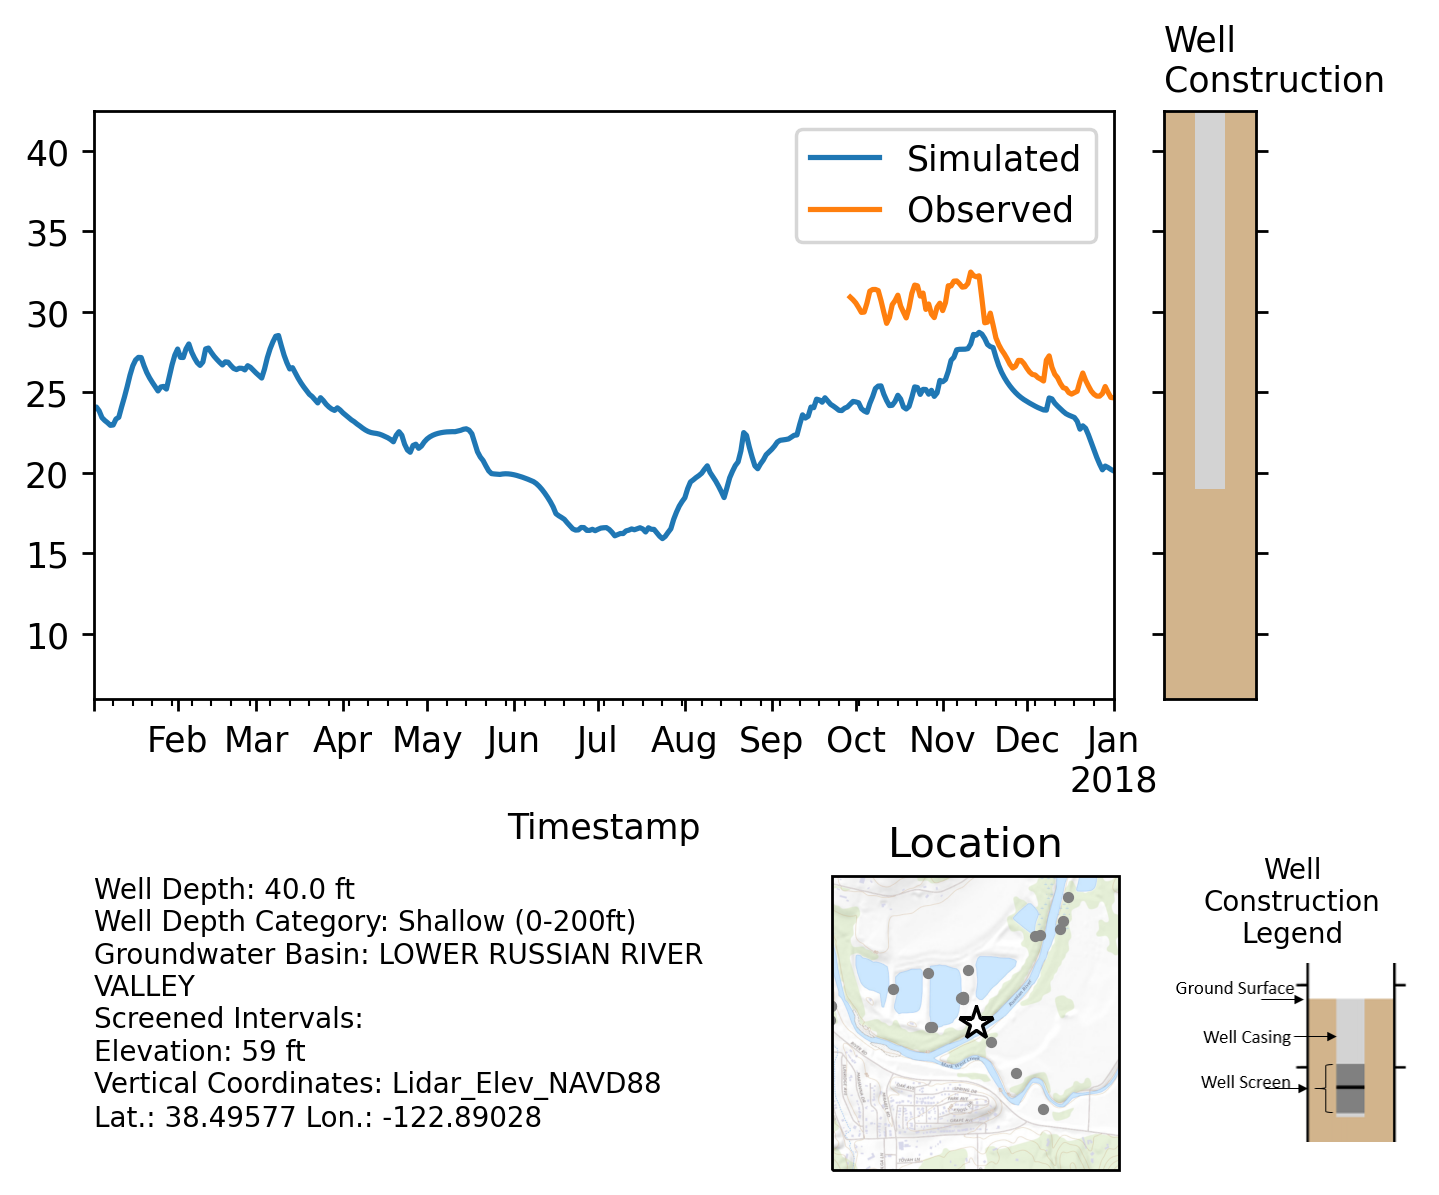 Well
Construction
40
35
30
25
20
15
10
Simulated
Observed
Feb Mar Apr May Jun Jul Aug Sep Oct Nov Dec Jan
2018
Timestamp
Well Depth: 40.0 ft
Well Depth Category: Shallow (0-200ft)
Groundwater Basin: LOWER RUSSIAN RIVER
VALLEY
Screened Intervals:
Elevation: 59 ft
Vertical Coordinates: Lidar_Elev_NAVD88
Lat.: 38.49577 Lon.: -122.89028
Location
Well
Construction
Legend
Ground Surface
Well Casing
Well Screen